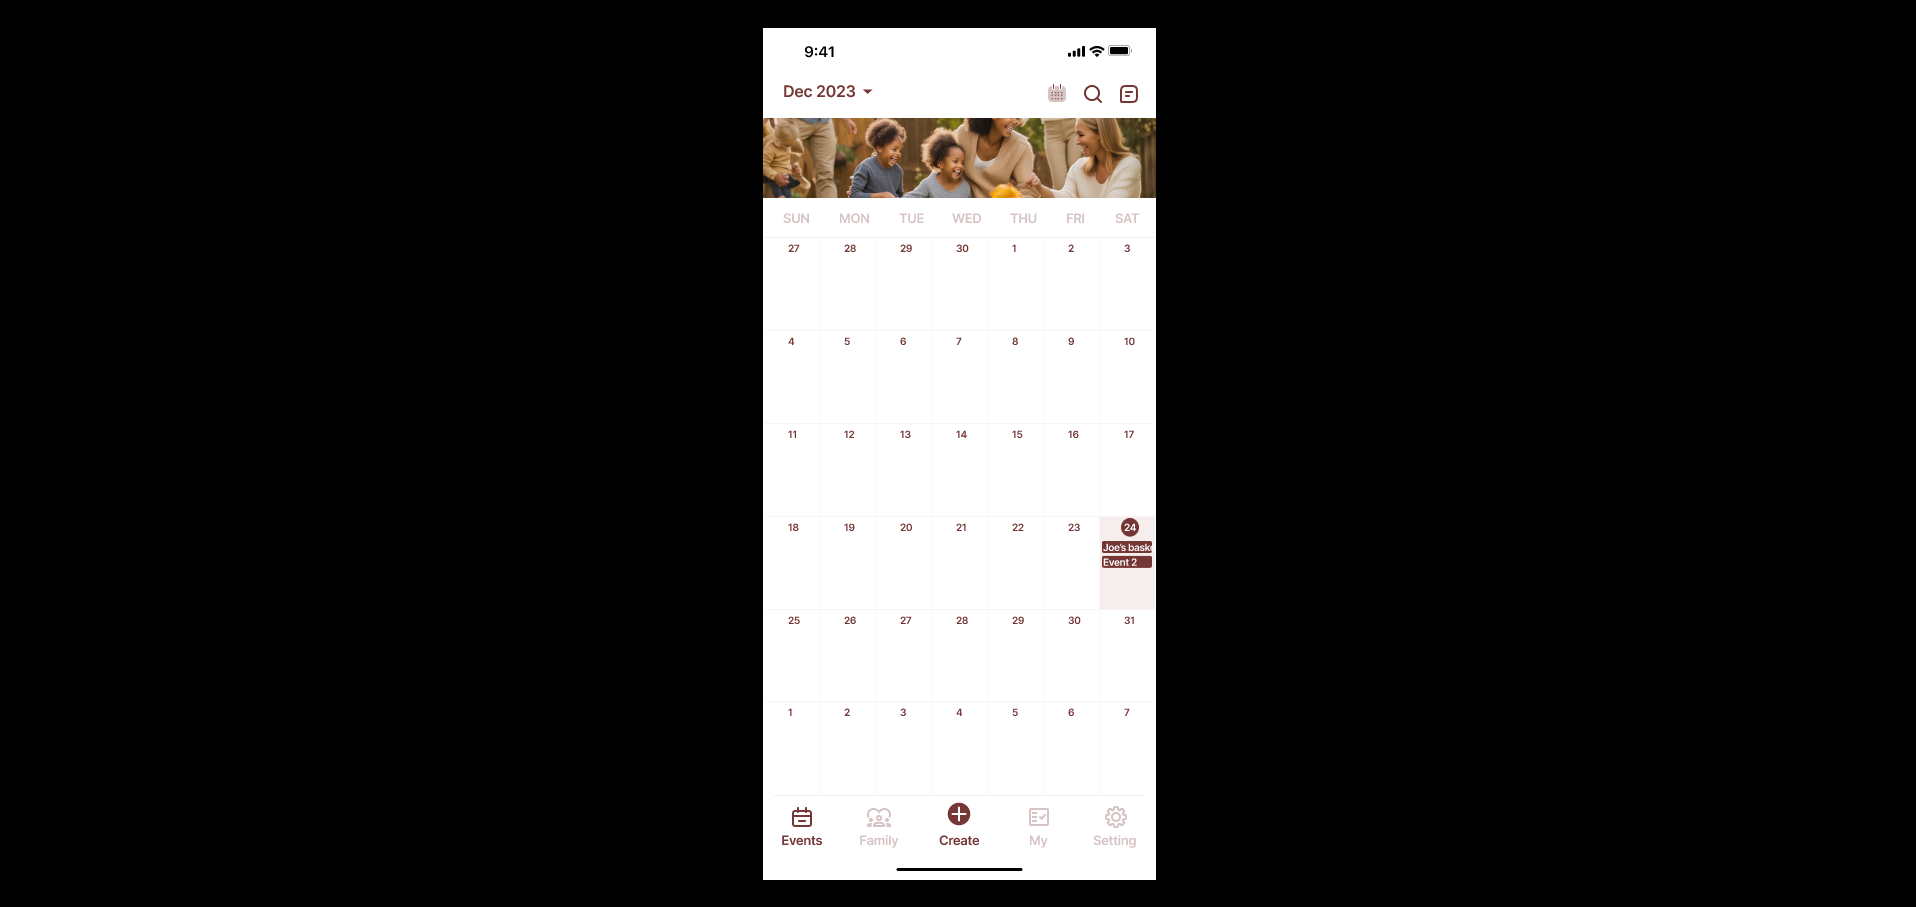 9:41
Dec 2023
SUN MON TUE WED THU FRI SAT
27 28 29 30 1 2 3
4 5 6 7 8 9 10
11 12 13 14 15 16 17
18 19 20 21 22 23 24
Joe's bask
Event 2
25 26 27 28 29 30 31
1 2 3 4 5 6 7
Events Family Create My Setting